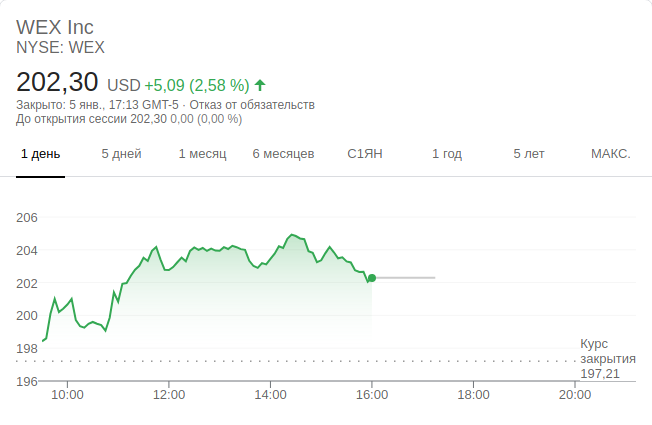 WEX Inc
NYSE: WEX
202,30 USD +5,09 (2,58 %)
Закрыто: 5 янв., 17:13 GMT-5 · Отказ от обязательств
До открытия сессии 202,30 0,00 (0,00 %)
1 день 5 дней 1 месяц 6 месяцев С1ЯН 1 год 5 лет МАКС.
206
204
202
200
198
Курс
закрытия
197,21
196
10:00 12:00 14:00 16:00 18:00 20:00